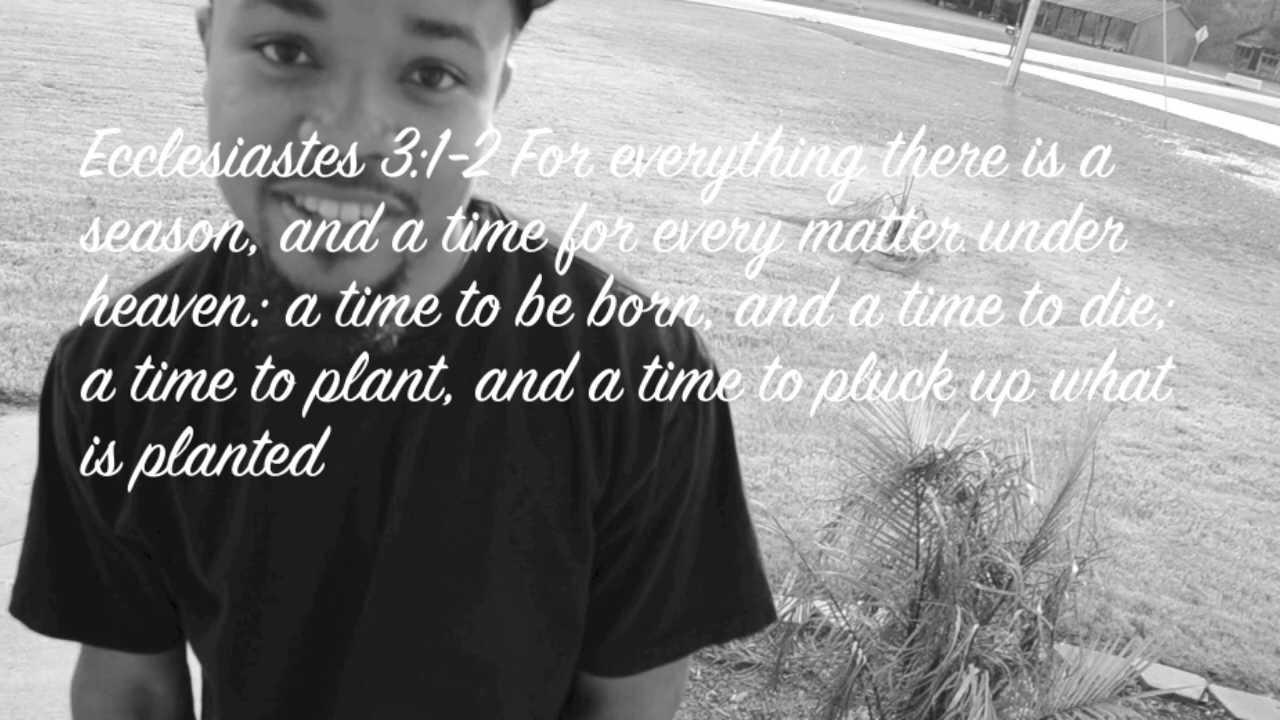 Ecclesiastes 3:1-2 For everything there is a
season, and a time for every matter under
heaven: a time to be born, and a time to die;
a time to plant, and a time to pluck up what
is planted